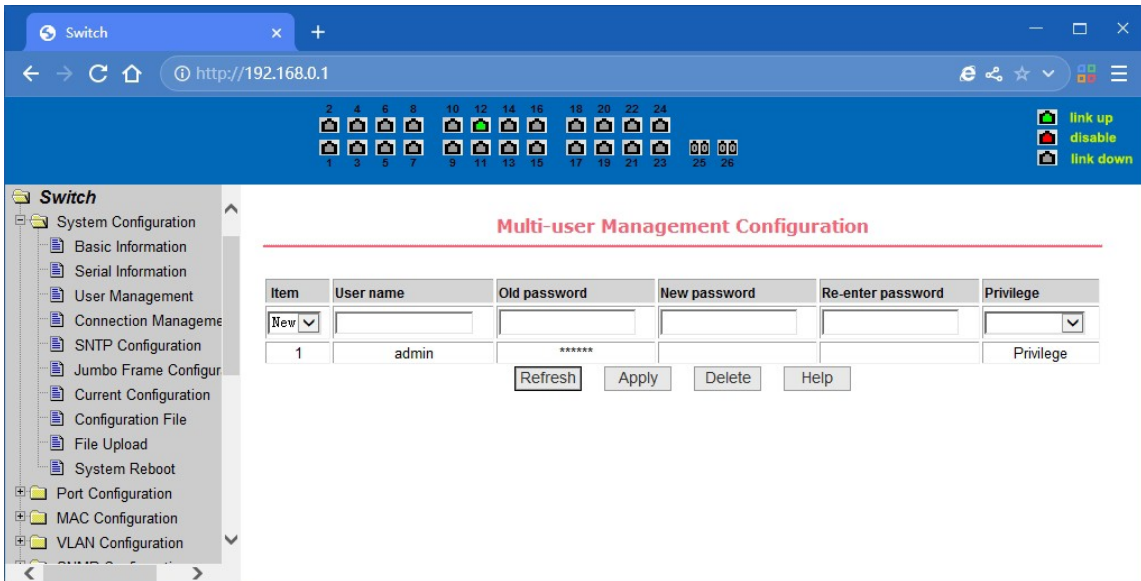 Switch
http://192.168.0.1
2 4 6 8 10 12 14 16 18 20 22 24
1 3 5 7 9 11 13 15 17 19 21 23 25 26
link up
disable
link down
Switch
System Configuration
Basic Information
Serial Information
User Management
Connection Manageme
SNTP Configuration
Jumbo Frame Configur
Current Configuration
Configuration File
File Upload
System Reboot
Port Configuration
MAC Configuration
VLAN Configuration
Multi-user Management Configuration
Item User name Old password New password Re-enter password Privilege
New
1 admin ****** Privilege
Refresh Apply Delete Help